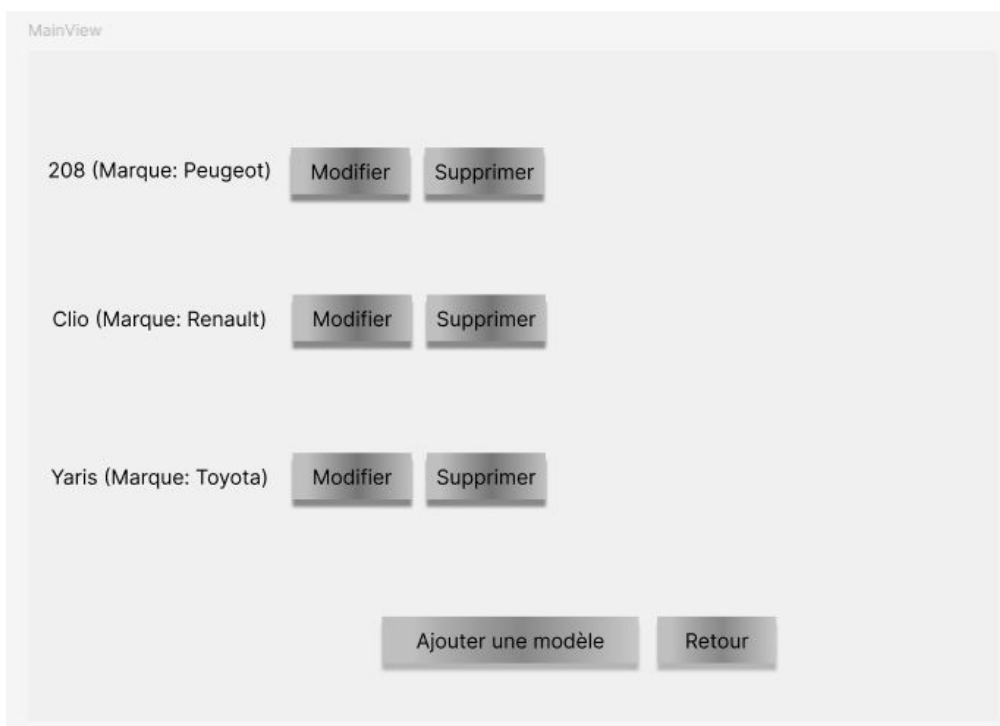 MainView
208 (Marque: Peugeot) Modifier Supprimer
Clio (Marque: Renault) Modifier Supprimer
Yaris (Marque: Toyota) Modifier Supprimer
Ajouter une modèle Retour